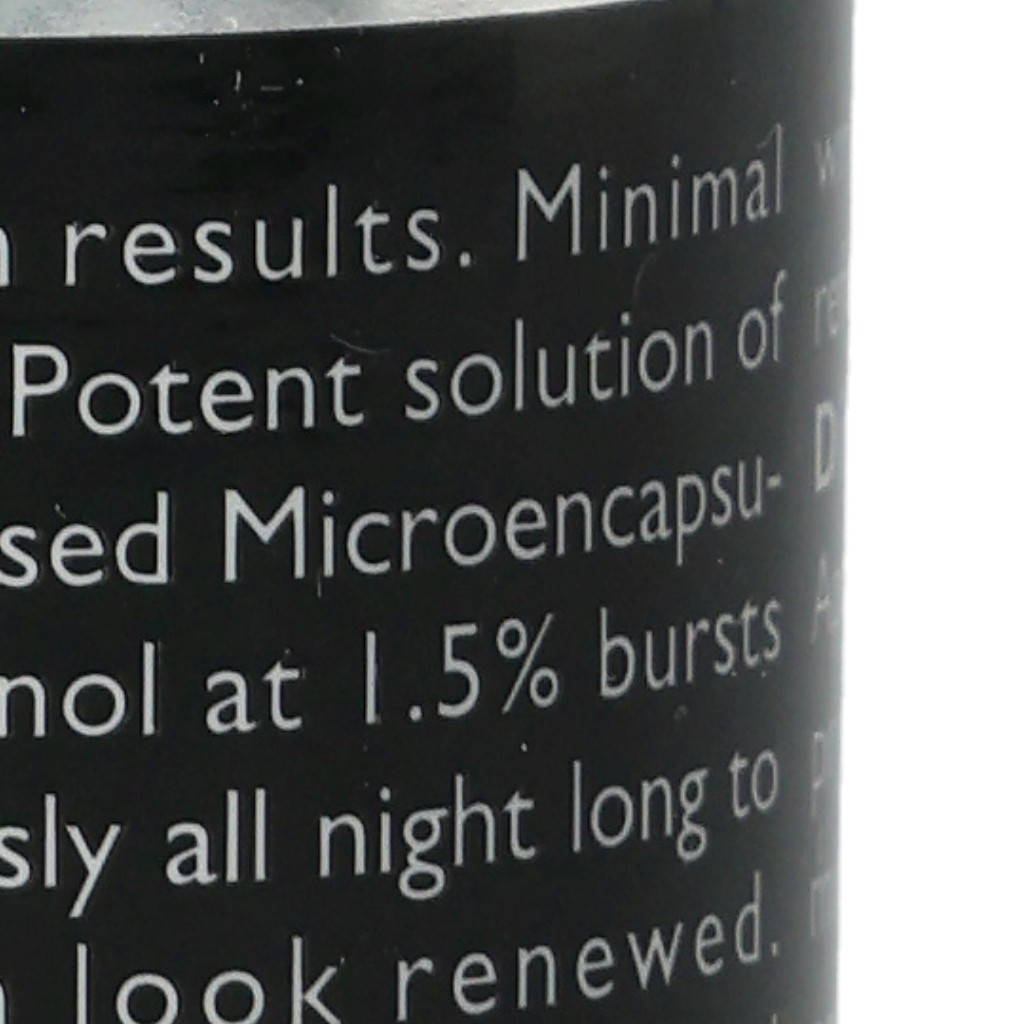 results. Minimal
Potent solution of
sed Microencapsu-
nol at 1.5% bursts
sly all night long to
look renewed.